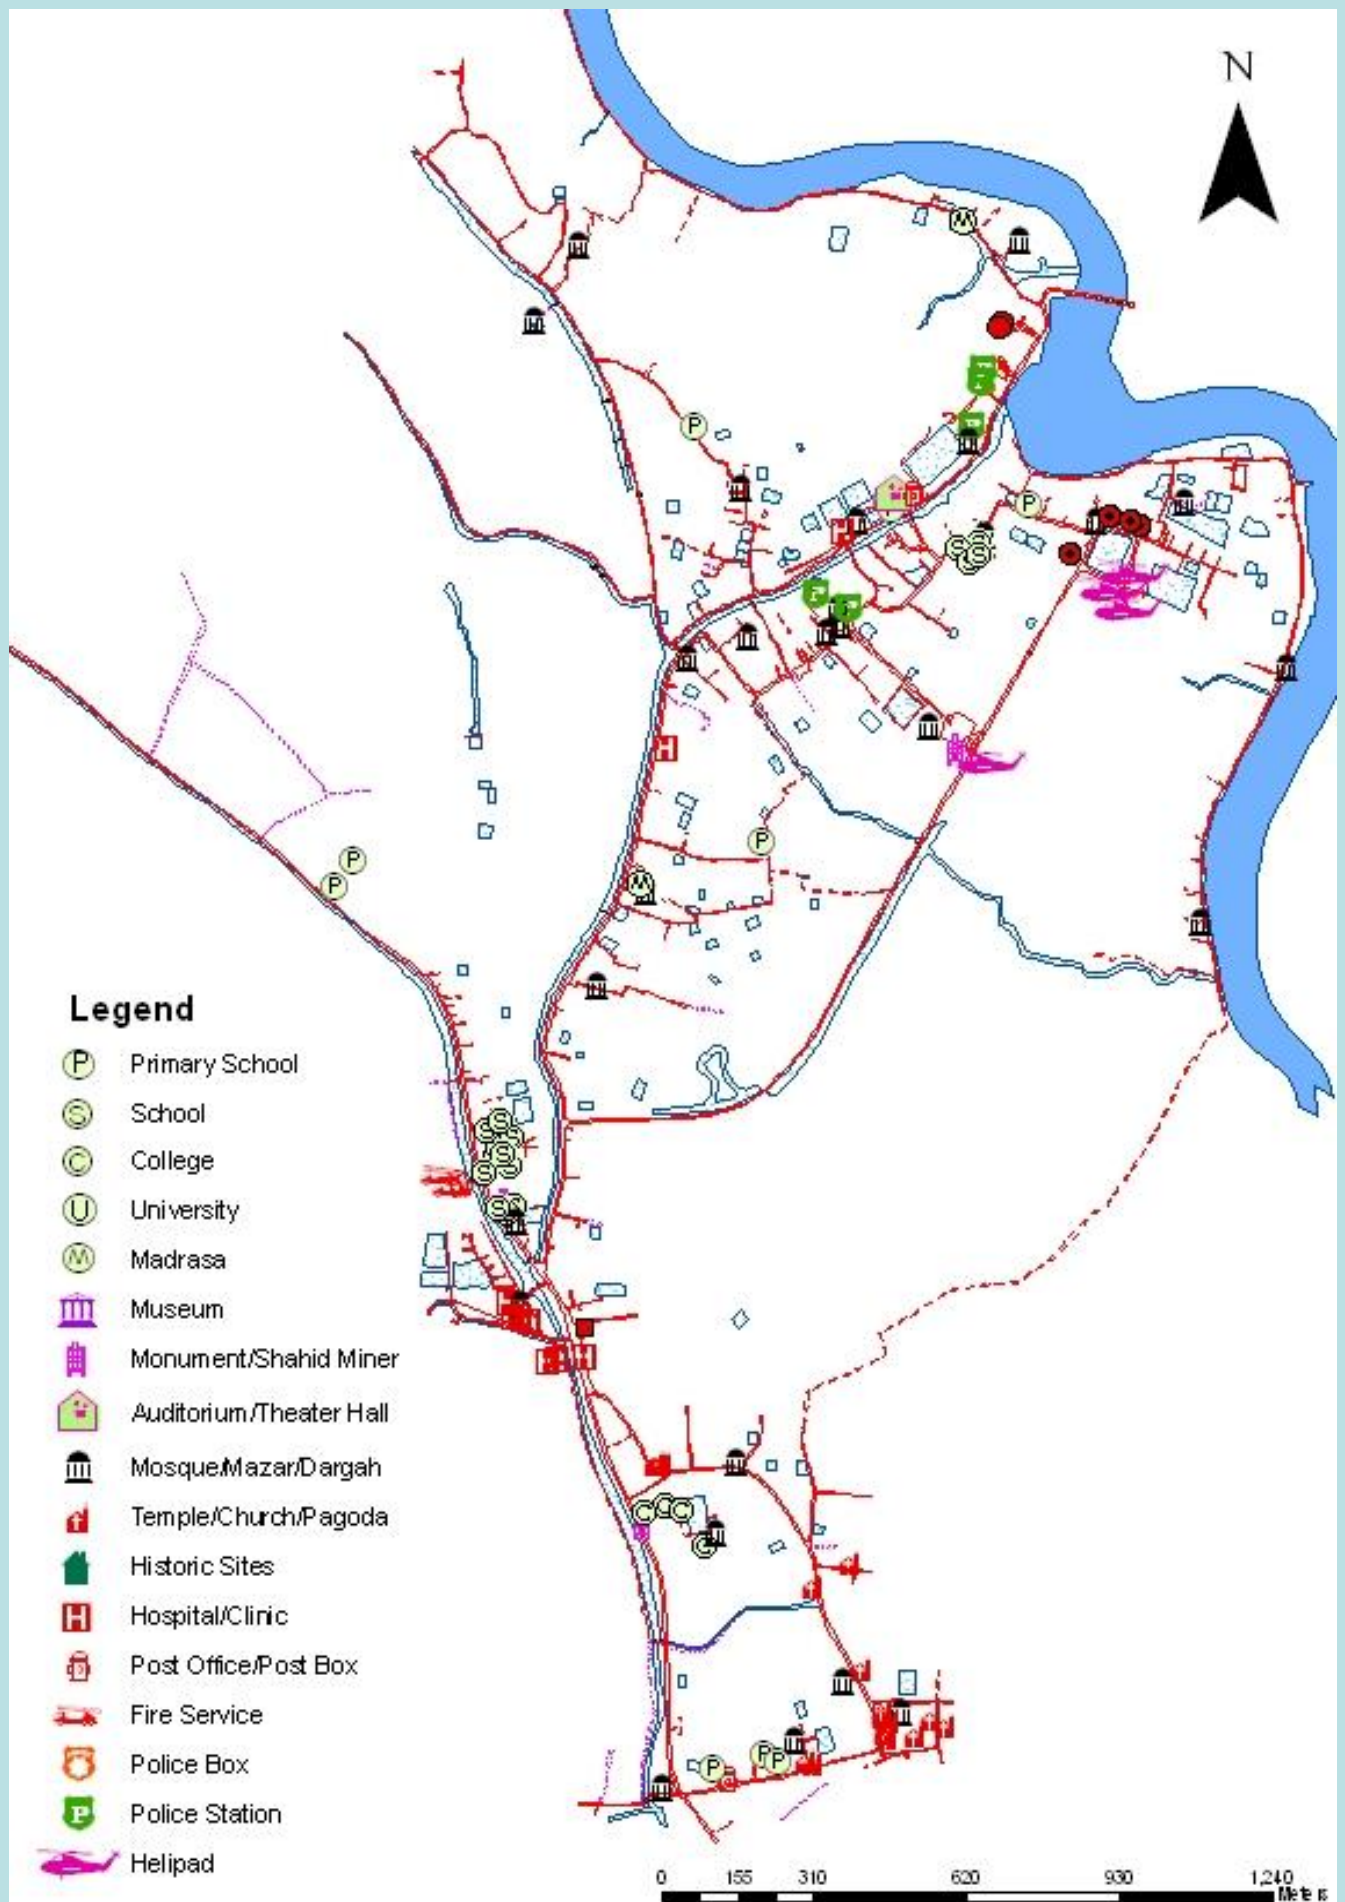 N
Legend
P Primary School
S School
C College
U University
M Madrasa
Museum
Monument/Shahid Miner
Auditorium/Theater Hall
Mosque/Mazar/Dargah
Temple/Church/Pagoda
Historic Sites
H Hospital/Clinic
Post Office/Post Box
Fire Service
Police Box
P Police Station
Helipad
0 155 310 620 930 1,240
Meters